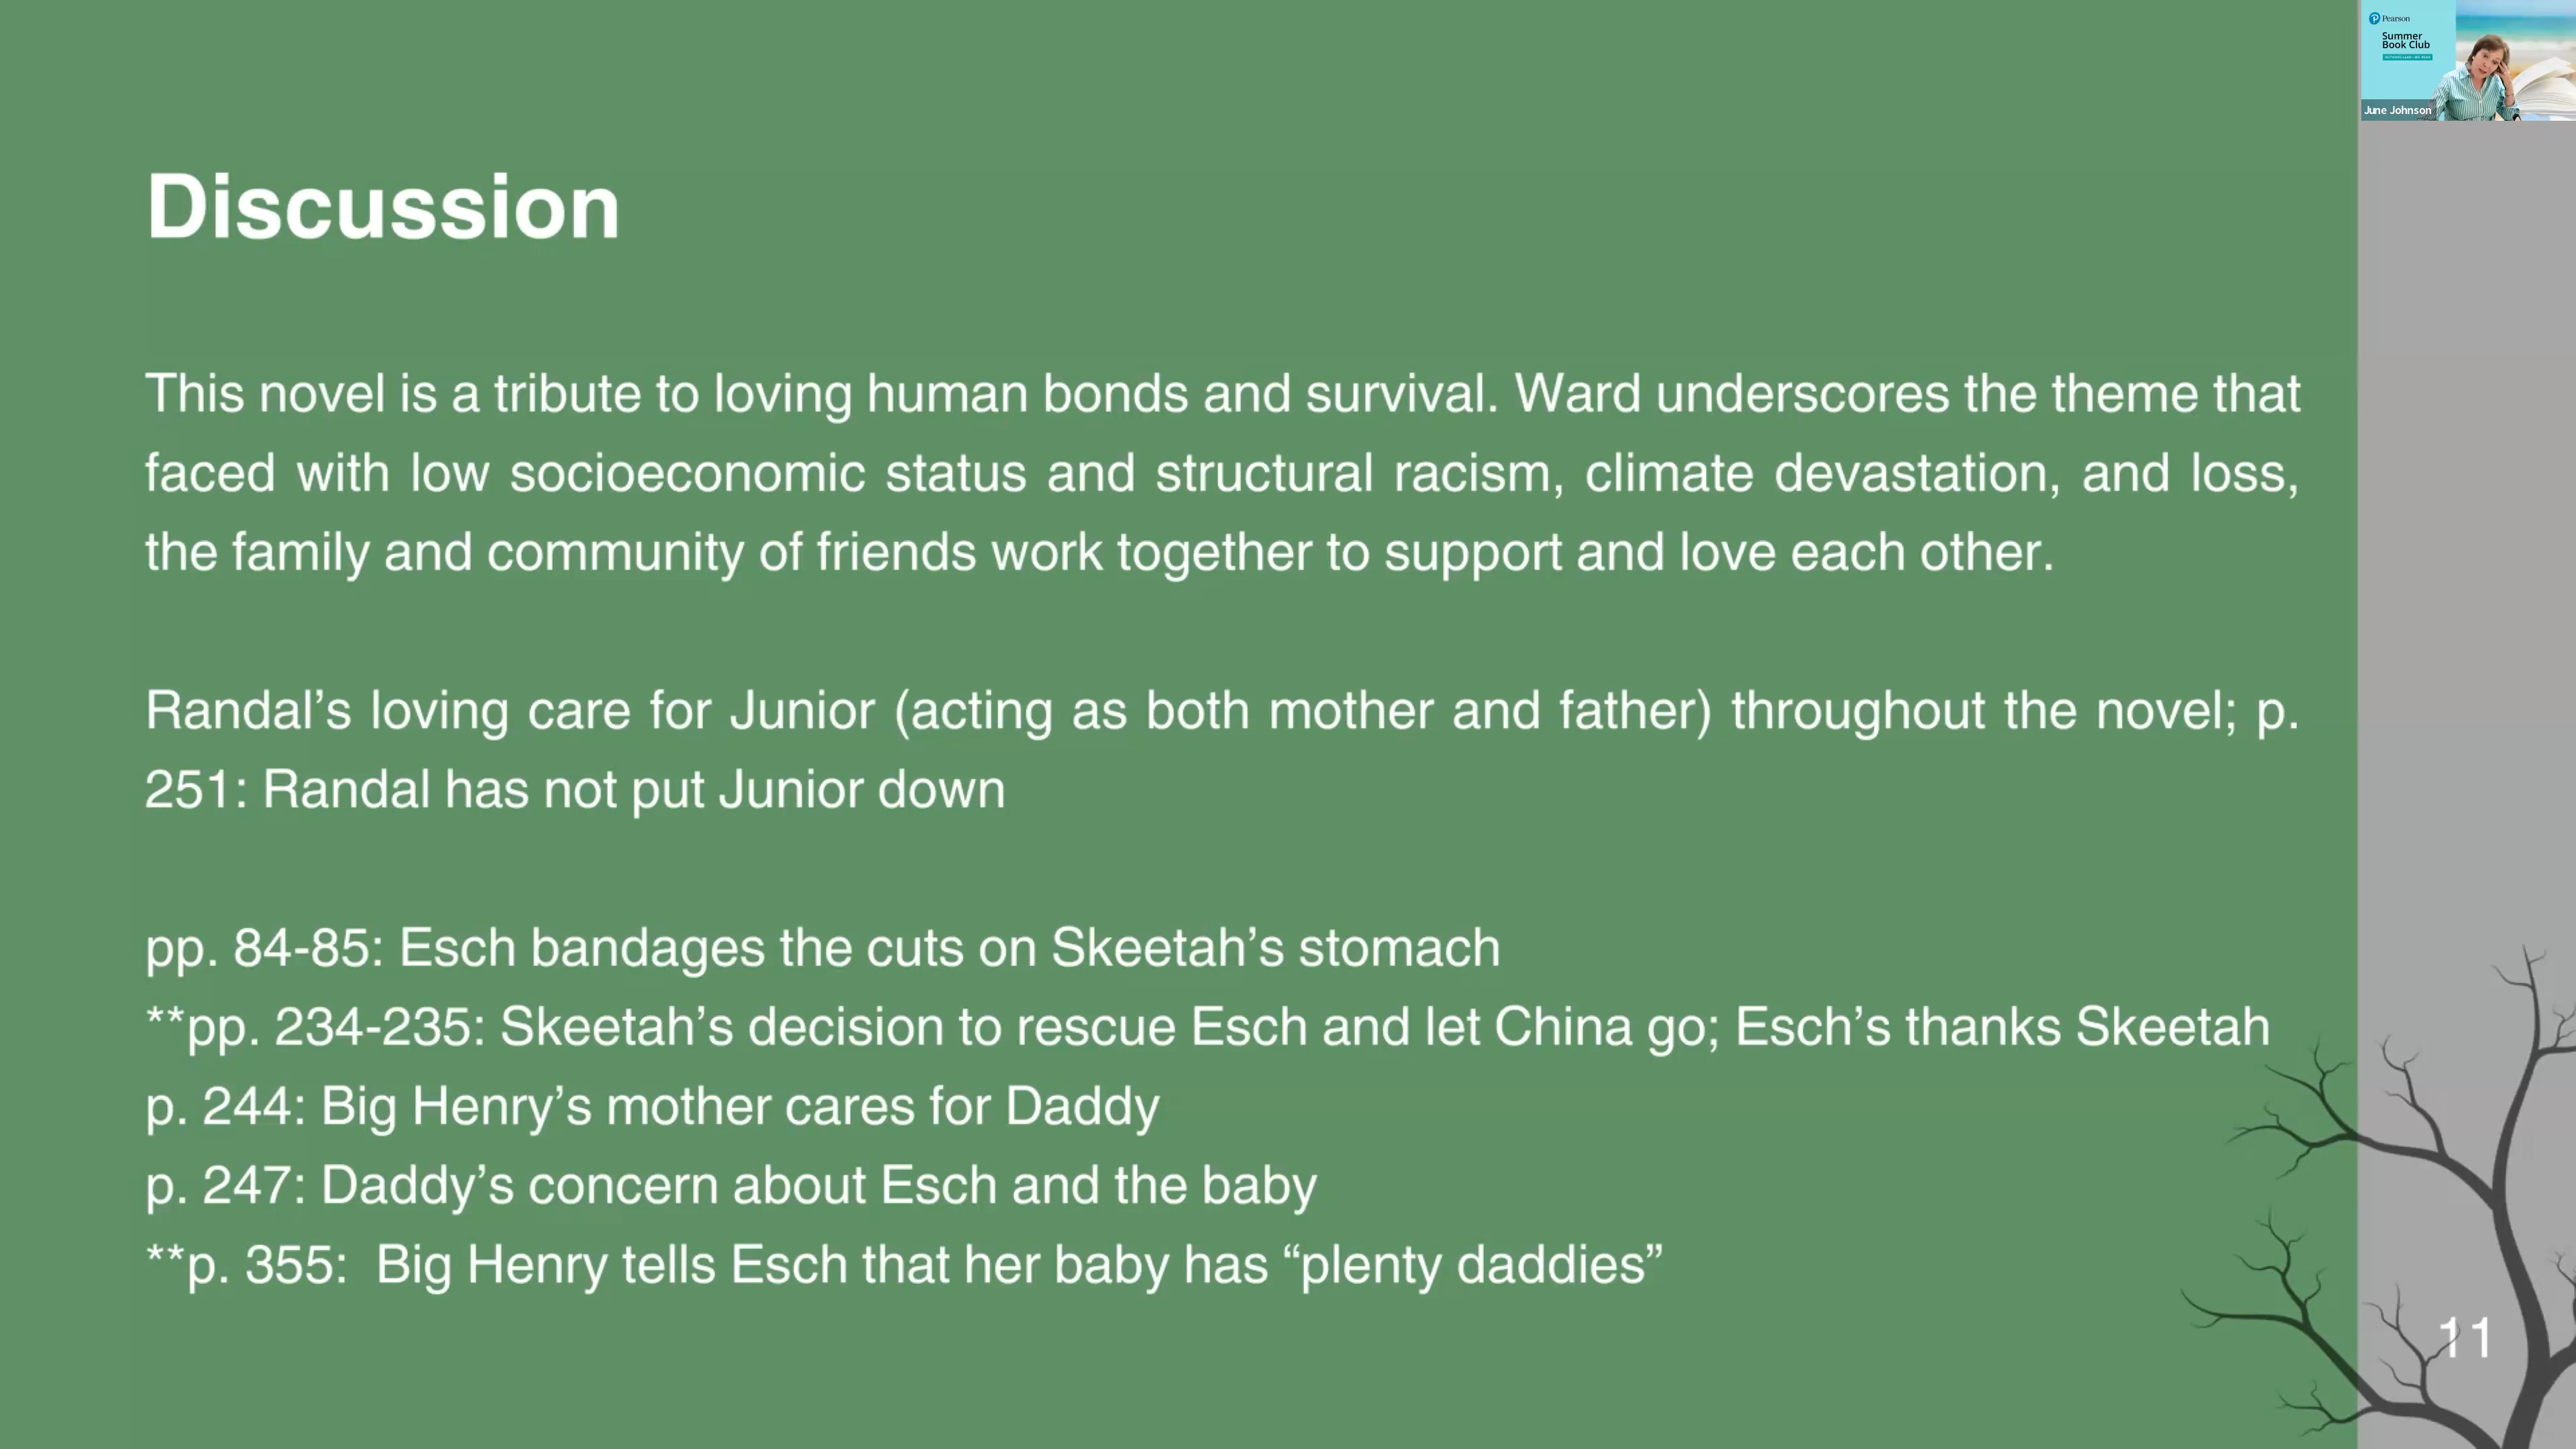 Pearson
Summer
Book Club
June Johnson
Discussion
This novel is a tribute to loving human bonds and survival. Ward underscores the theme that
faced with low socioeconomic status and structural racism, climate devastation, and loss,
the family and community of friends work together to support and love each other.
Randal’s loving care for Junior (acting as both mother and father) throughout the novel; p.
251: Randal has not put Junior down
pp. 84-85: Esch bandages the cuts on Skeetah’s stomach
**pp. 234-235: Skeetah’s decision to rescue Esch and let China go; Esch’s thanks Skeetah
p. 244: Big Henry’s mother cares for Daddy
p. 247: Daddy’s concern about Esch and the baby
**p. 355:  Big Henry tells Esch that her baby has “plenty daddies”
11